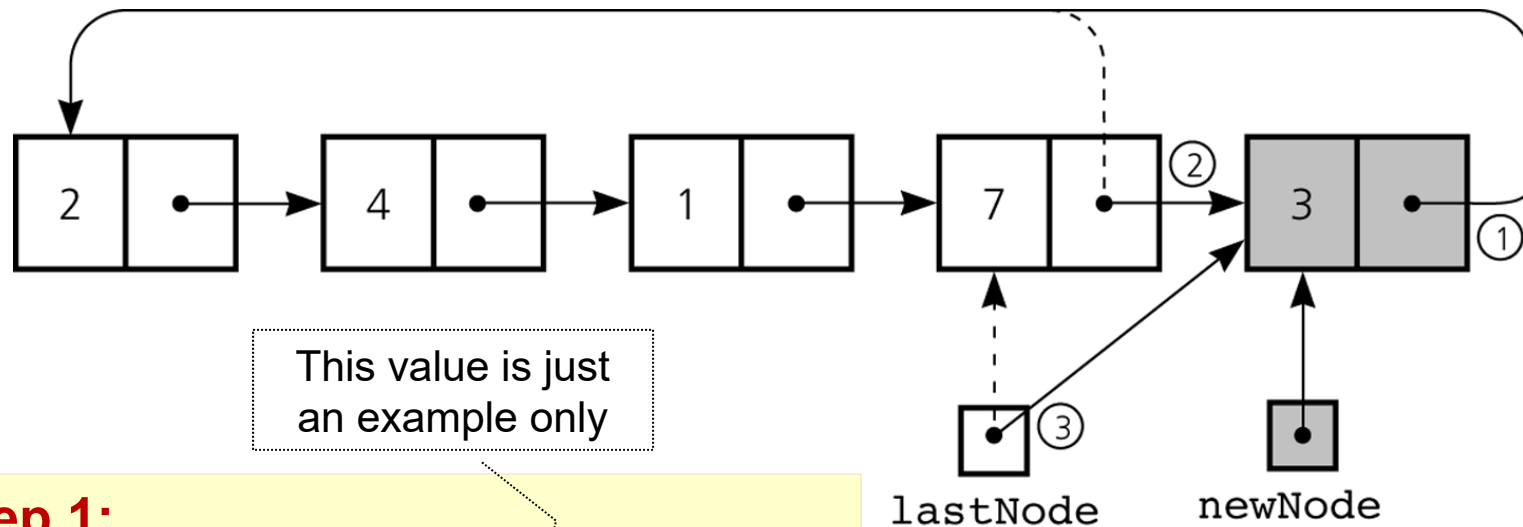 2 4 1 7 ② 3 ①
This value is just
an example only
③
lastNode newNode
ep 1: